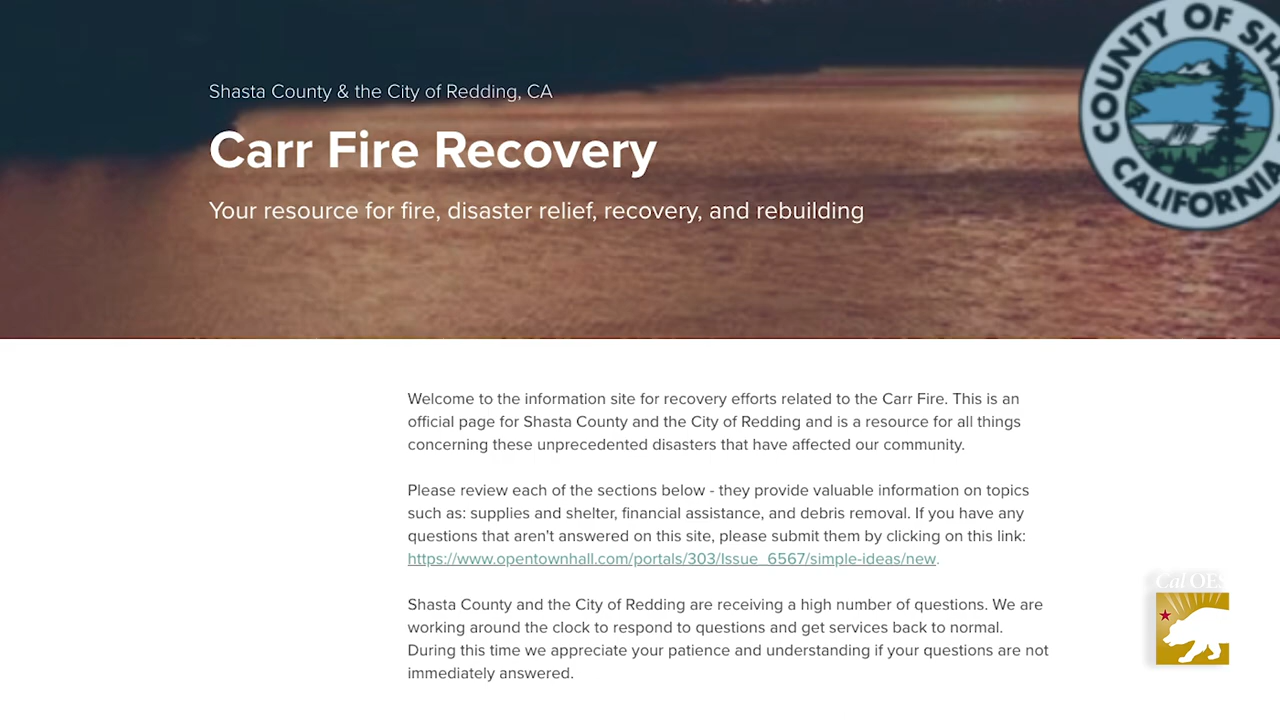 Shasta County & the City of Redding, CA
Carr Fire Recovery
Your resource for fire, disaster relief, recovery, and rebuilding
COUNTY OF SHA
CALIFORNIA
Welcome to the information site for recovery efforts related to the Carr Fire. This is an
official page for Shasta County and the City of Redding and is a resource for all things
concerning these unprecedented disasters that have affected our community.
Please review each of the sections below - they provide valuable information on topics
such as: supplies and shelter, financial assistance, and debris removal. If you have any
questions that aren't answered on this site, please submit them by clicking on this link:
https://www.opentownhall.com/portals/303/Issue_6567/simple-ideas/new.
Shasta County and the City of Redding are receiving a high number of questions. We are
working around the clock to respond to questions and get services back to normal.
During this time we appreciate your patience and understanding if your questions are not
immediately answered.
Cal OES